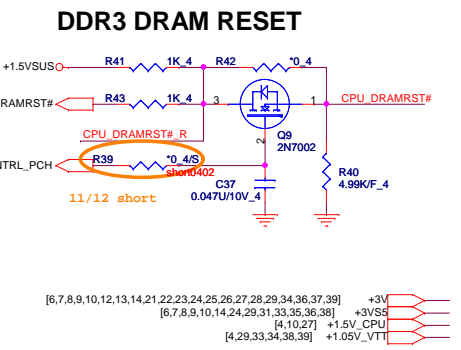 DDR3 DRAM RESET
+1.5VSUS R41 1K_4 R42 *0_4
RAMRST# R43 1K_4 3 1 CPU_DRAMRST#
CPU_DRAMRST#_R Q9
2N7002
2
NTRL_PCH R39 *0_4/S
short0402
R40
4.99K/F_4
C37
0.047U/10V_4
11/12 short
[6,7,8,9,10,12,13,14,21,22,23,24,25,26,27,28,29,34,36,37,39] +3V
[6,7,8,9,10,14,24,29,31,33,35,36,38] +3VS5
[4,10,27] +1.5V_CPU
[4,29,33,34,38,39] +1.05V_VTT